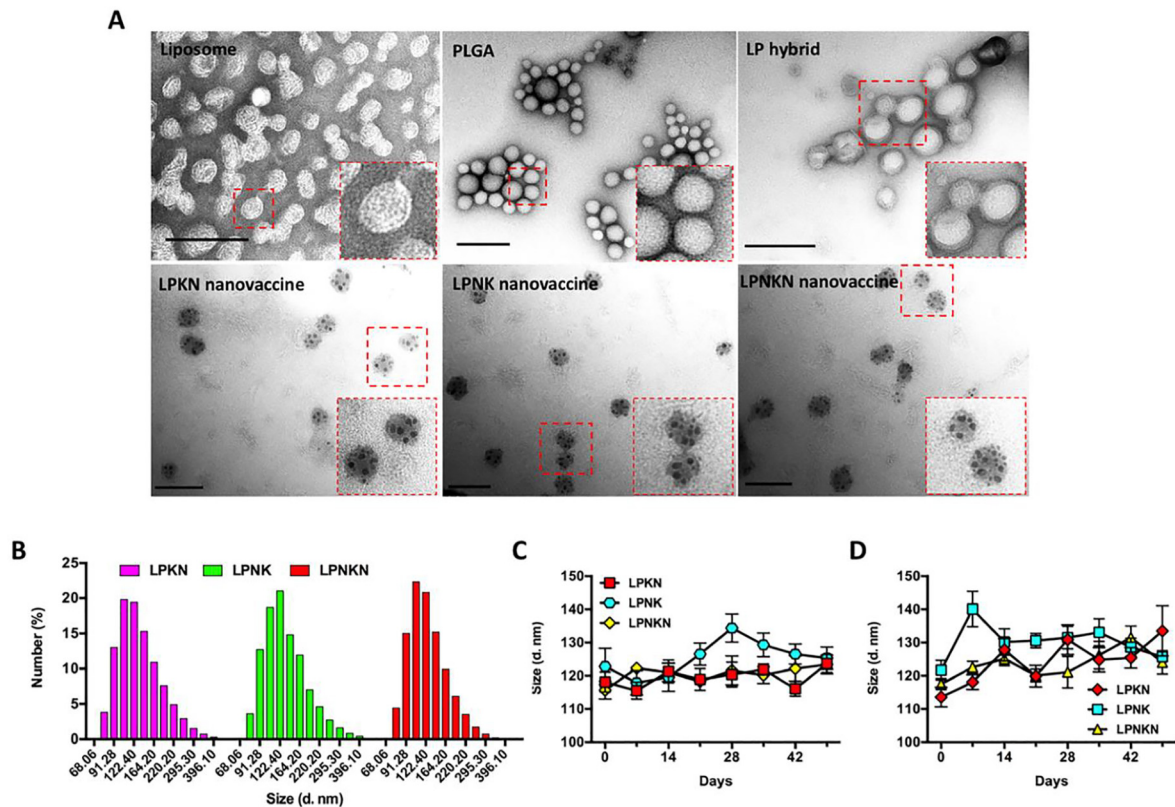 A
Liposome
PLGA
LP hybrid
LPKN nanovaccine
LPNK nanovaccine
LPNKN nanovaccine
B
LPKN LPNK LPNKN
Number (%)
25
20
15
10
5
0
68.06 91.28 122.40 164.20 220.20 295.30 396.10 68.06 91.28 122.40 164.20 220.20 295.30 396.10 68.06 91.28 122.40 164.20 220.20 295.30 396.10
Size (d. nm)
C
LPKN
LPNK
LPNKN
Size (d. nm)
150
140
130
120
110
100
0 14 28 42
Days
D
Size (d. nm)
150
140
130
120
110
100
LPKN
LPNK
LPNKN
0 14 28 42
Days